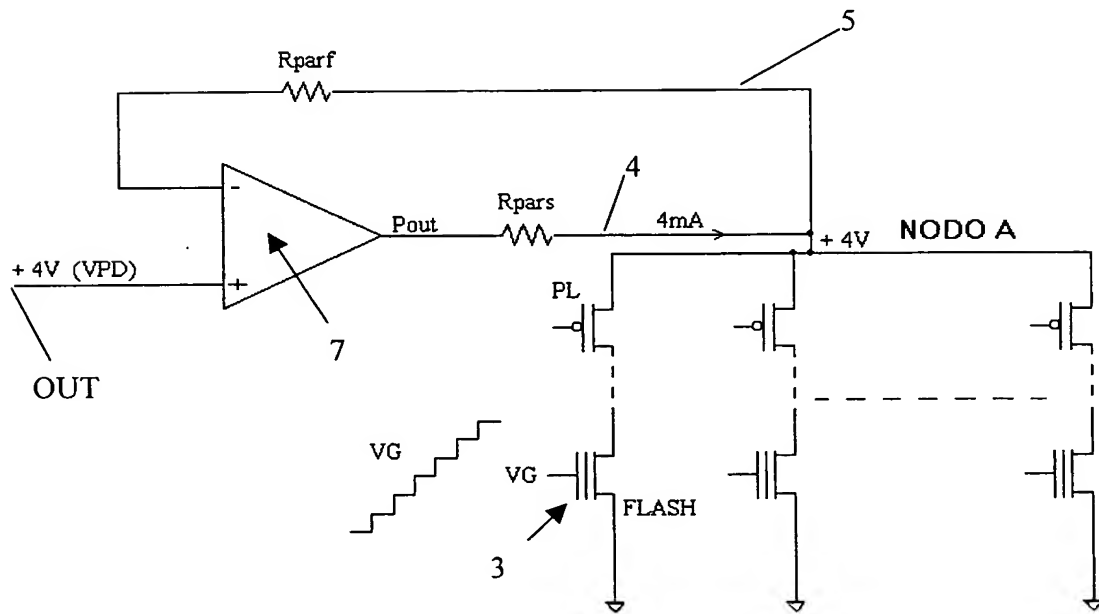 5
Rparf
4
-
Rpars
Pout
4mA
+ 4V
NODO A
+ 4V (VPD)
+
PL
7
OUT
VG
VG
FLASH
3